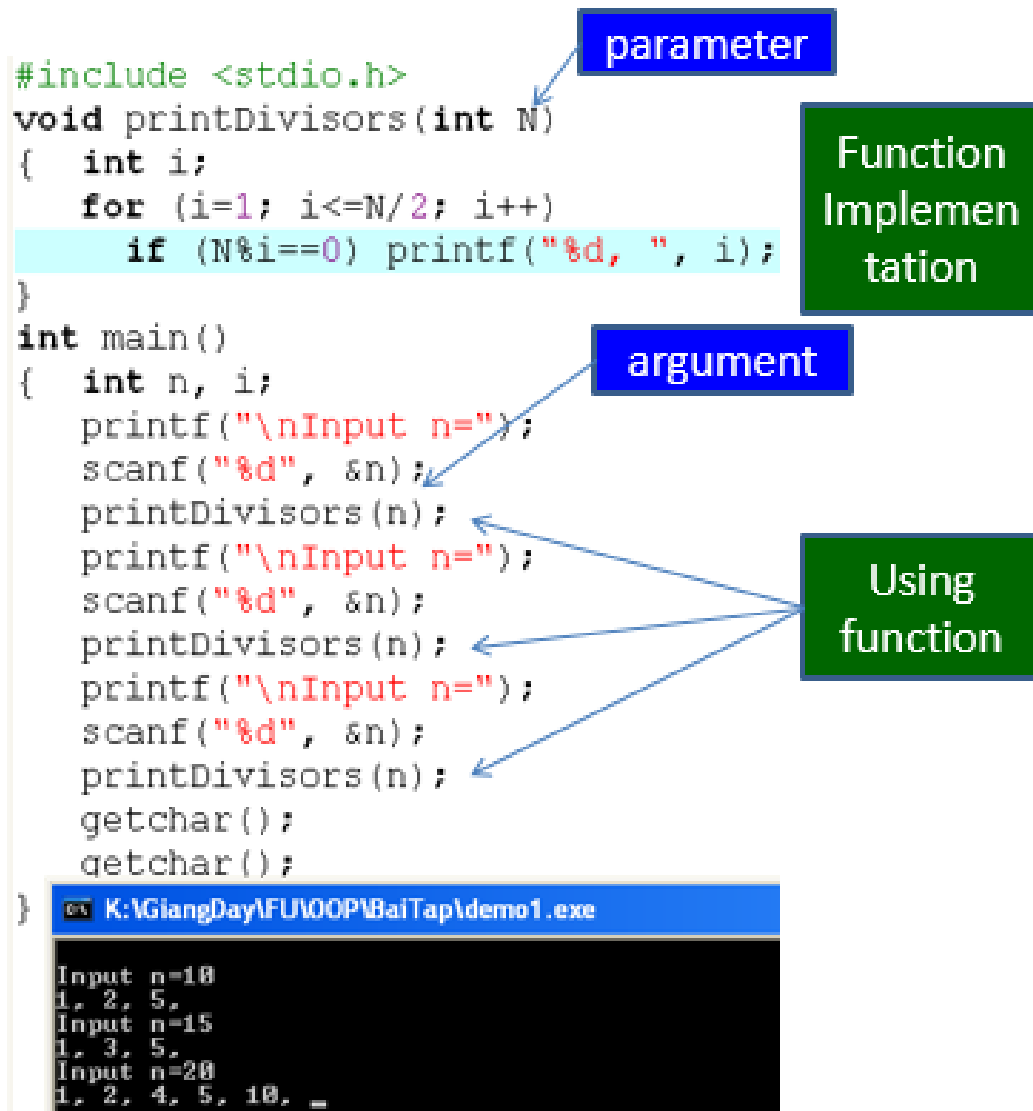 parameter
#include <stdio.h>
void printDivisors(int N)
{ int i;
for (i=1; i<=N/2; i++)
if (N%i==0) printf("%d, ", i);
}
Function
Implemen
tation
int main()
argument
{ int n, i;
printf("\nInput n=");
scanf("%d", &n);
printDivisors(n);
printf("\nInput n=");
scanf("%d", &n);
printDivisors(n);
Using
function
printf("\nInput n=");
scanf("%d", &n);
printDivisors(n);
getchar();
getchar();
}
K:\GiangDay\FU\OOP\BaiTap\demo1.exe
Input n=10
1, 2, 5,
Input n=15
1, 3, 5,
Input n=20
1, 2, 4, 5, 10, _